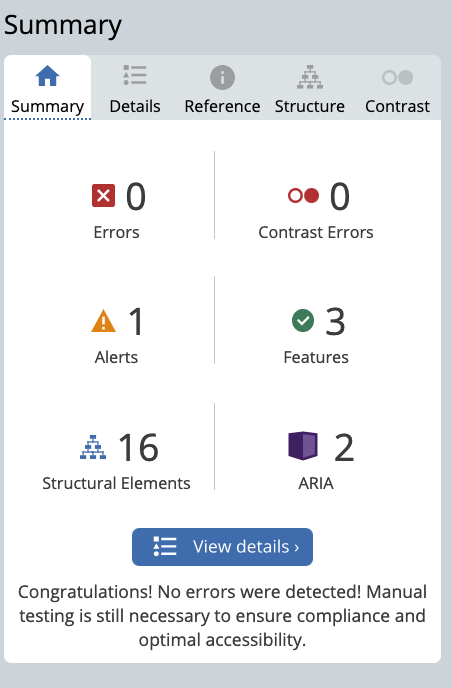 Summary
Summary Details Reference Structure Contrast
0 0
Errors Contrast Errors
1 3
Alerts Features
16 2
Structural Elements ARIA
View details ›
Congratulations! No errors were detected! Manual
testing is still necessary to ensure compliance and
optimal accessibility.